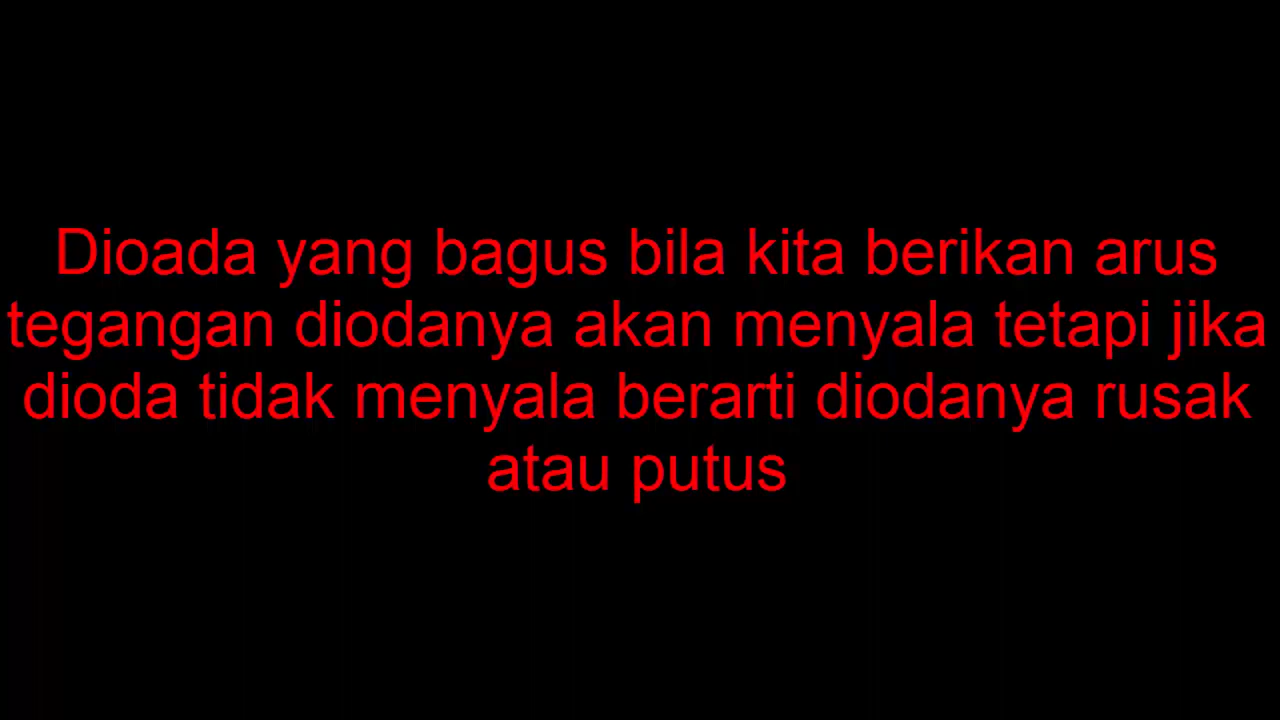 Dioada yang bagus bila kita berikan arus
tegangan diodanya akan menyala tetapi jika
dioda tidak menyala berarti diodanya rusak
atau putus